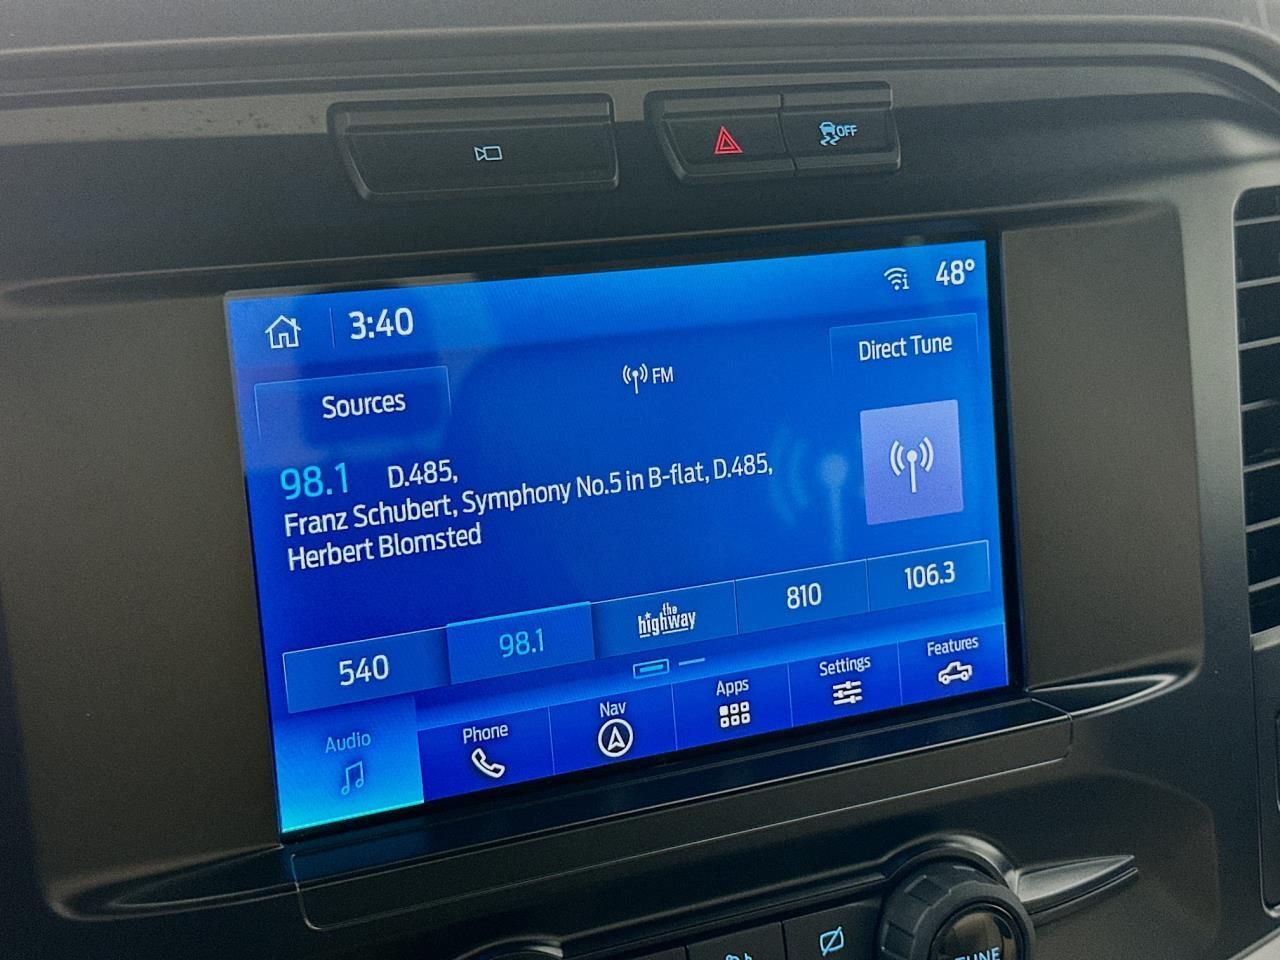 OFF
48°
3:40
Direct Tune
FM
Sources
98.1 D.485,
Franz Schubert, Symphony No.5 in B-flat, D.485,
Herbert Blomsted
540 98.1 the highway 810 106.3
Audio Phone Nav Apps Settings Features
TUNE